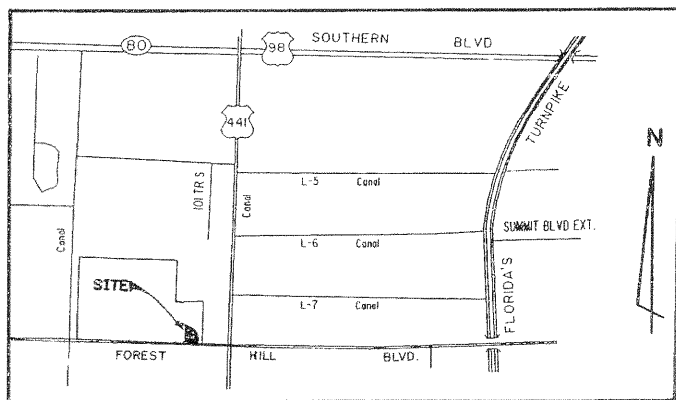 80
98
SOUTHERN BLVD
441
TURNPIKE
N
101 TR S
L-5 Canal
Canal
Canal
L-6 Canal
SUMMIT BLVD EXT.
SITE
L-7 Canal
FLORIDA'S
FOREST HILL BLVD.